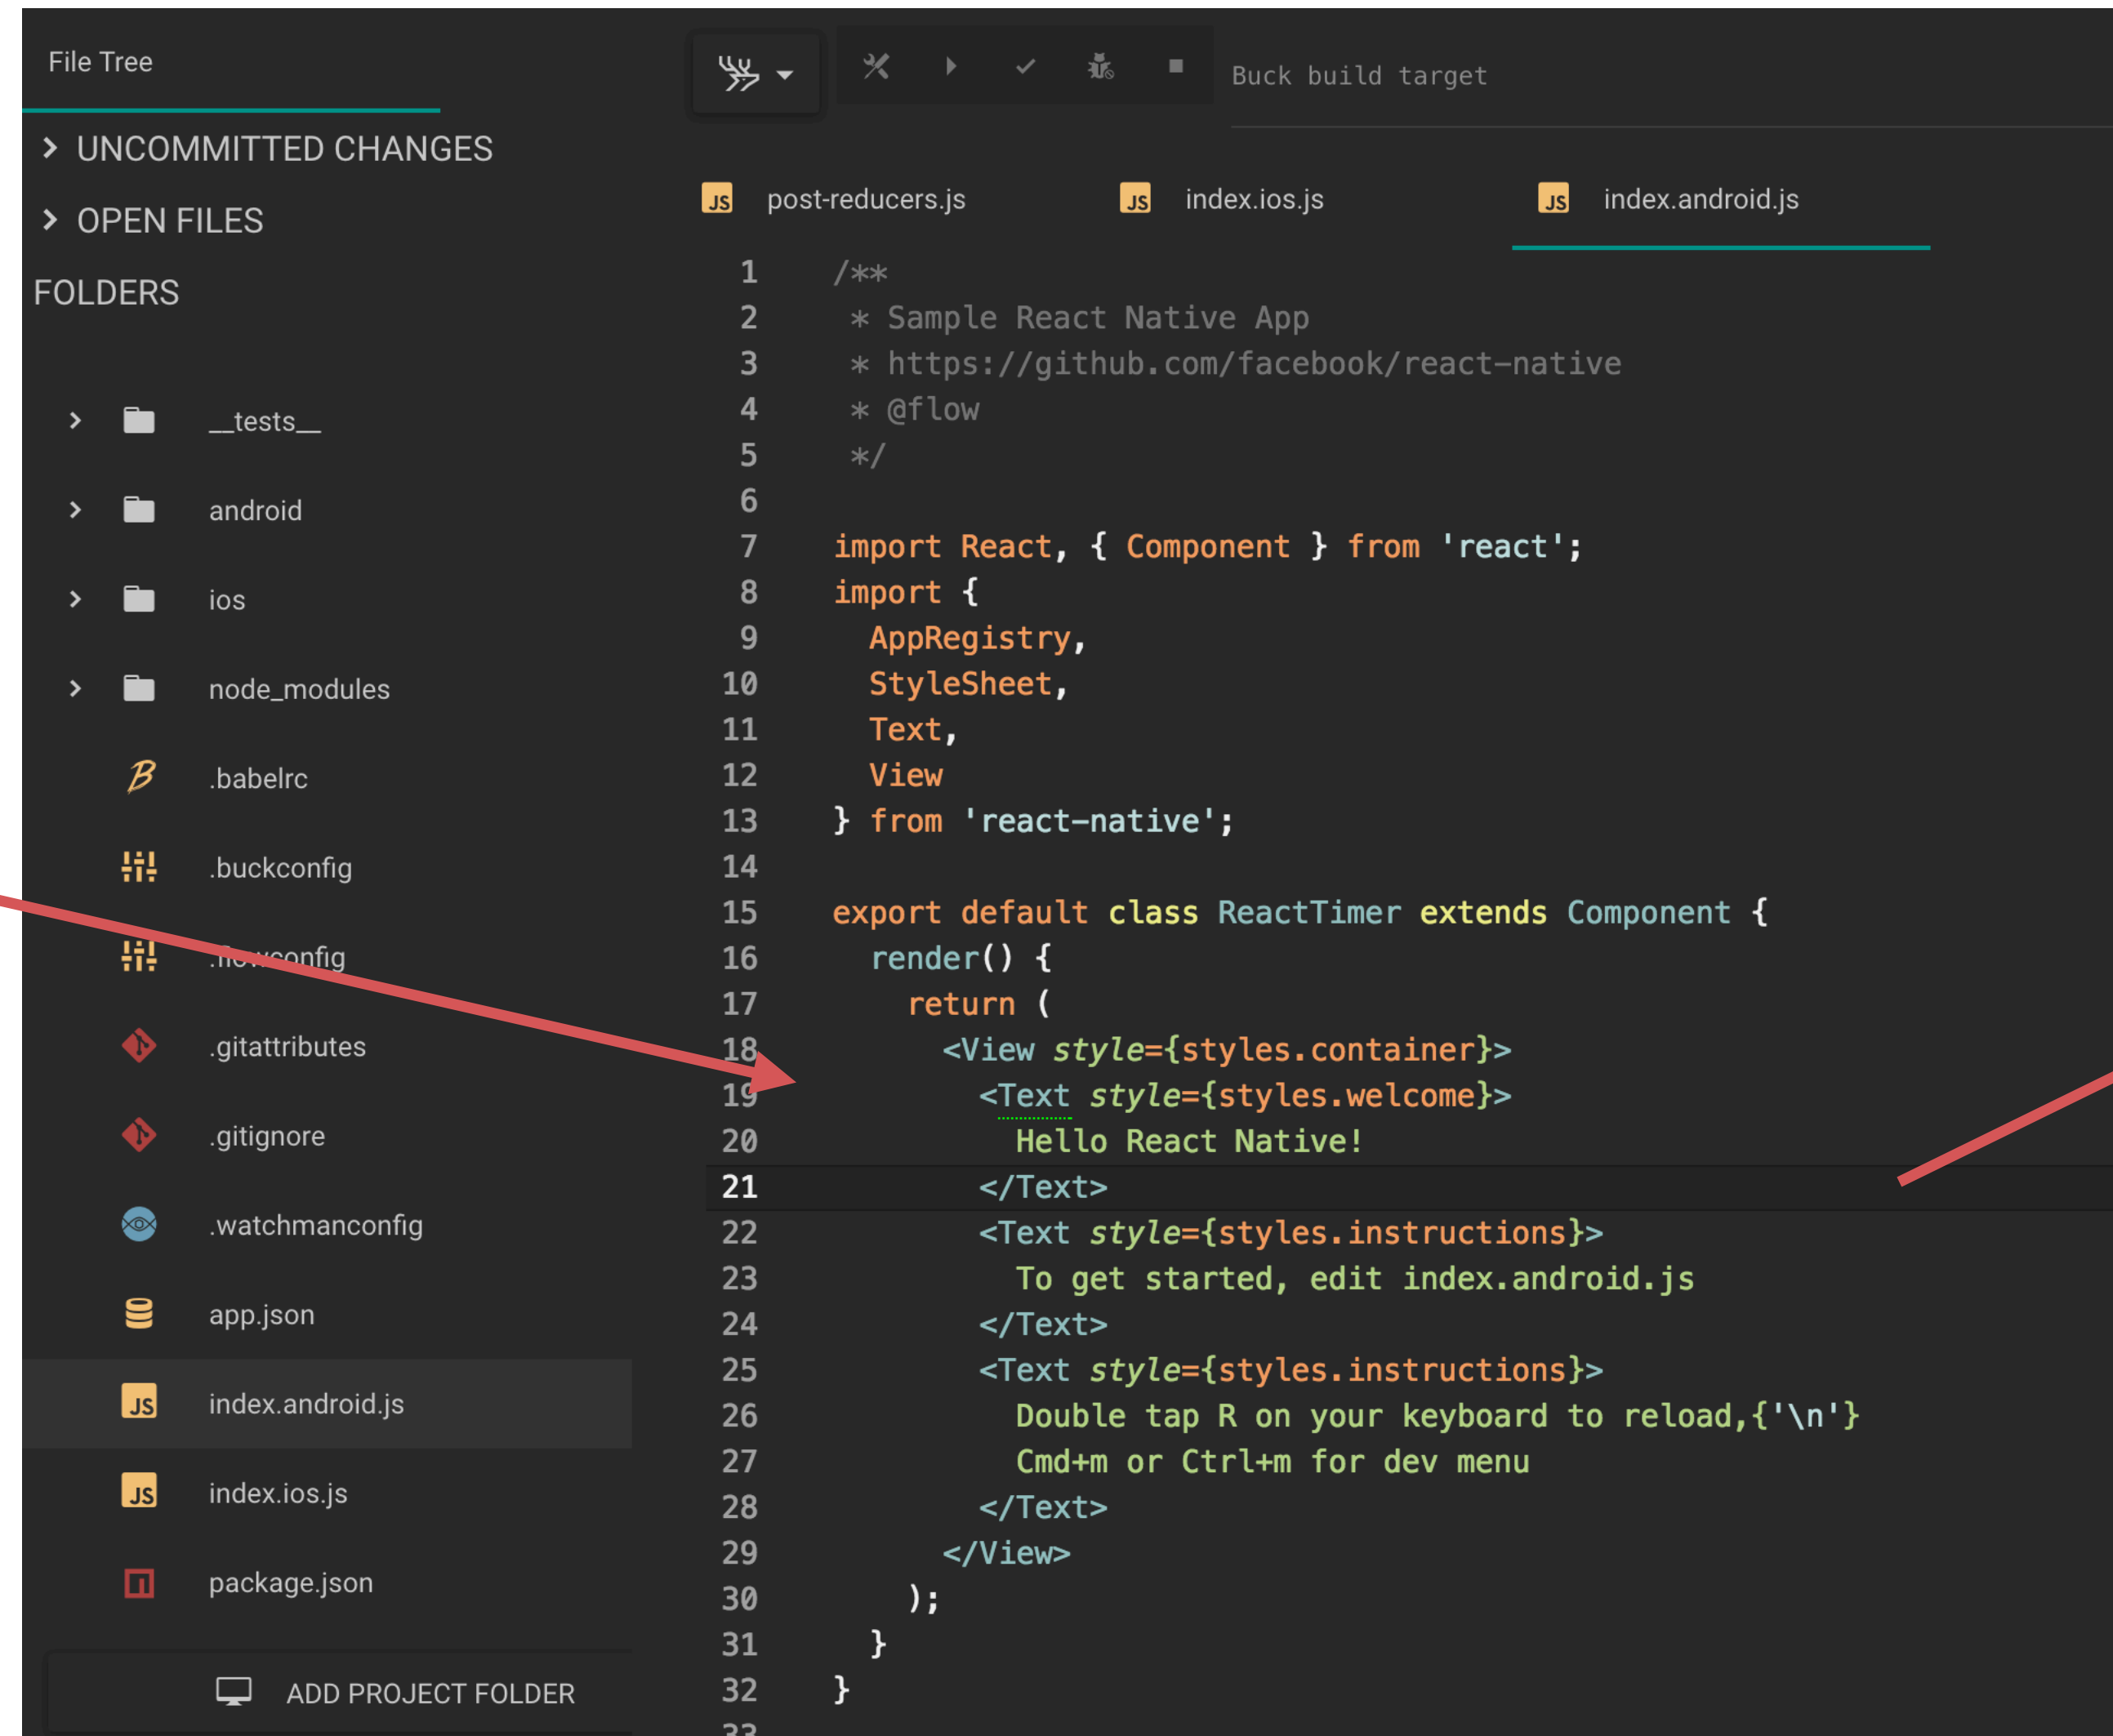 File Tree
UNCOMMITTED CHANGES
OPEN FILES
FOLDERS
__tests__
android
ios
node_modules
.babelrc
.buckconfig
.flowconfig
.gitattributes
.gitignore
.watchmanconfig
app.json
JS index.android.js
JS index.ios.js
package.json
ADD PROJECT FOLDER
Buck build target
JS post-reducers.js JS index.ios.js JS index.android.js
1 /**
2  * Sample React Native App
3  * https://github.com/facebook/react-native
4  * @flow
5  */
6
7 import React, { Component } from 'react';
8 import {
9   AppRegistry,
10   StyleSheet,
11   Text,
12   View
13 } from 'react-native';
14
15 export default class ReactTimer extends Component {
16   render() {
17     return (
18       <View style={styles.container}>
19         <Text style={styles.welcome}>
20           Hello React Native!
21         </Text>
22         <Text style={styles.instructions}>
23           To get started, edit index.android.js
24         </Text>
25         <Text style={styles.instructions}>
26           Double tap R on your keyboard to reload,{'\n'}
27           Cmd+m or Ctrl+m for dev menu
28         </Text>
29       </View>
30     );
31   }
32 }
33